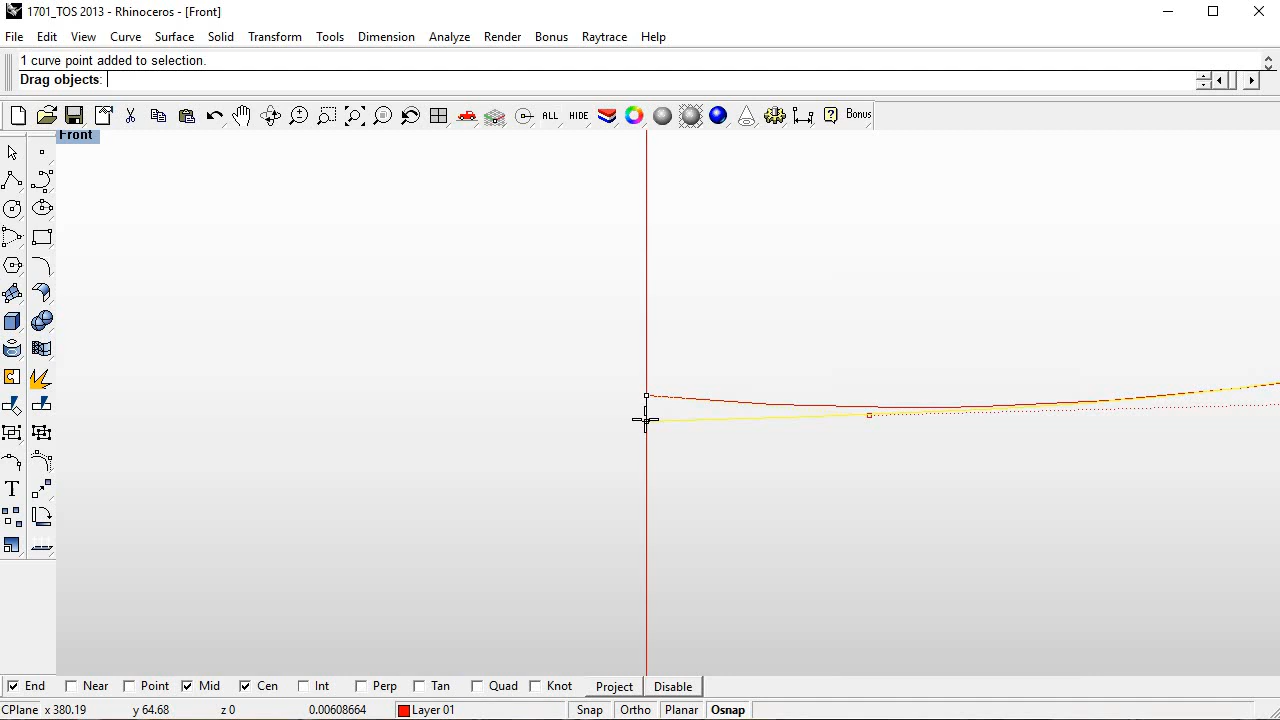 1701_TOS 2013 - Rhinoceros - [Front]
File Edit View Curve Surface Solid Transform Tools Dimension Analyze Render Bonus Raytrace Help
1 curve point added to selection.
Drag objects:
ALL HIDE Bonus
Front
T
End Near Point Mid Cen Int Perp Tan Quad Knot Project Disable
CPlane x 380.19 y 64.68 z 0 0.00608664 Layer 01 Snap Ortho Planar Osnap